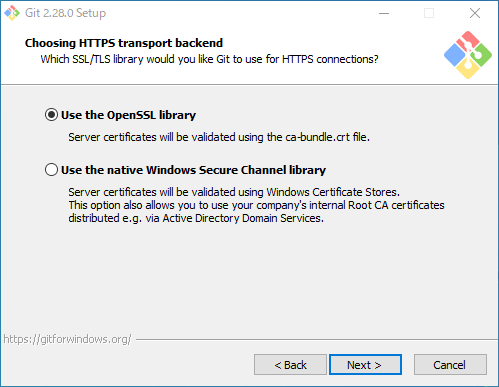 Git 2.28.0 Setup
Choosing HTTPS transport backend
Which SSL/TLS library would you like Git to use for HTTPS connections?
Use the OpenSSL library
Server certificates will be validated using the ca-bundle.crt file.
Use the native Windows Secure Channel library
Server certificates will be validated using Windows Certificate Stores.
This option also allows you to use your company's internal Root CA certificates
distributed e.g. via Active Directory Domain Services.
https://gitforwindows.org/
< Back
Next >
Cancel